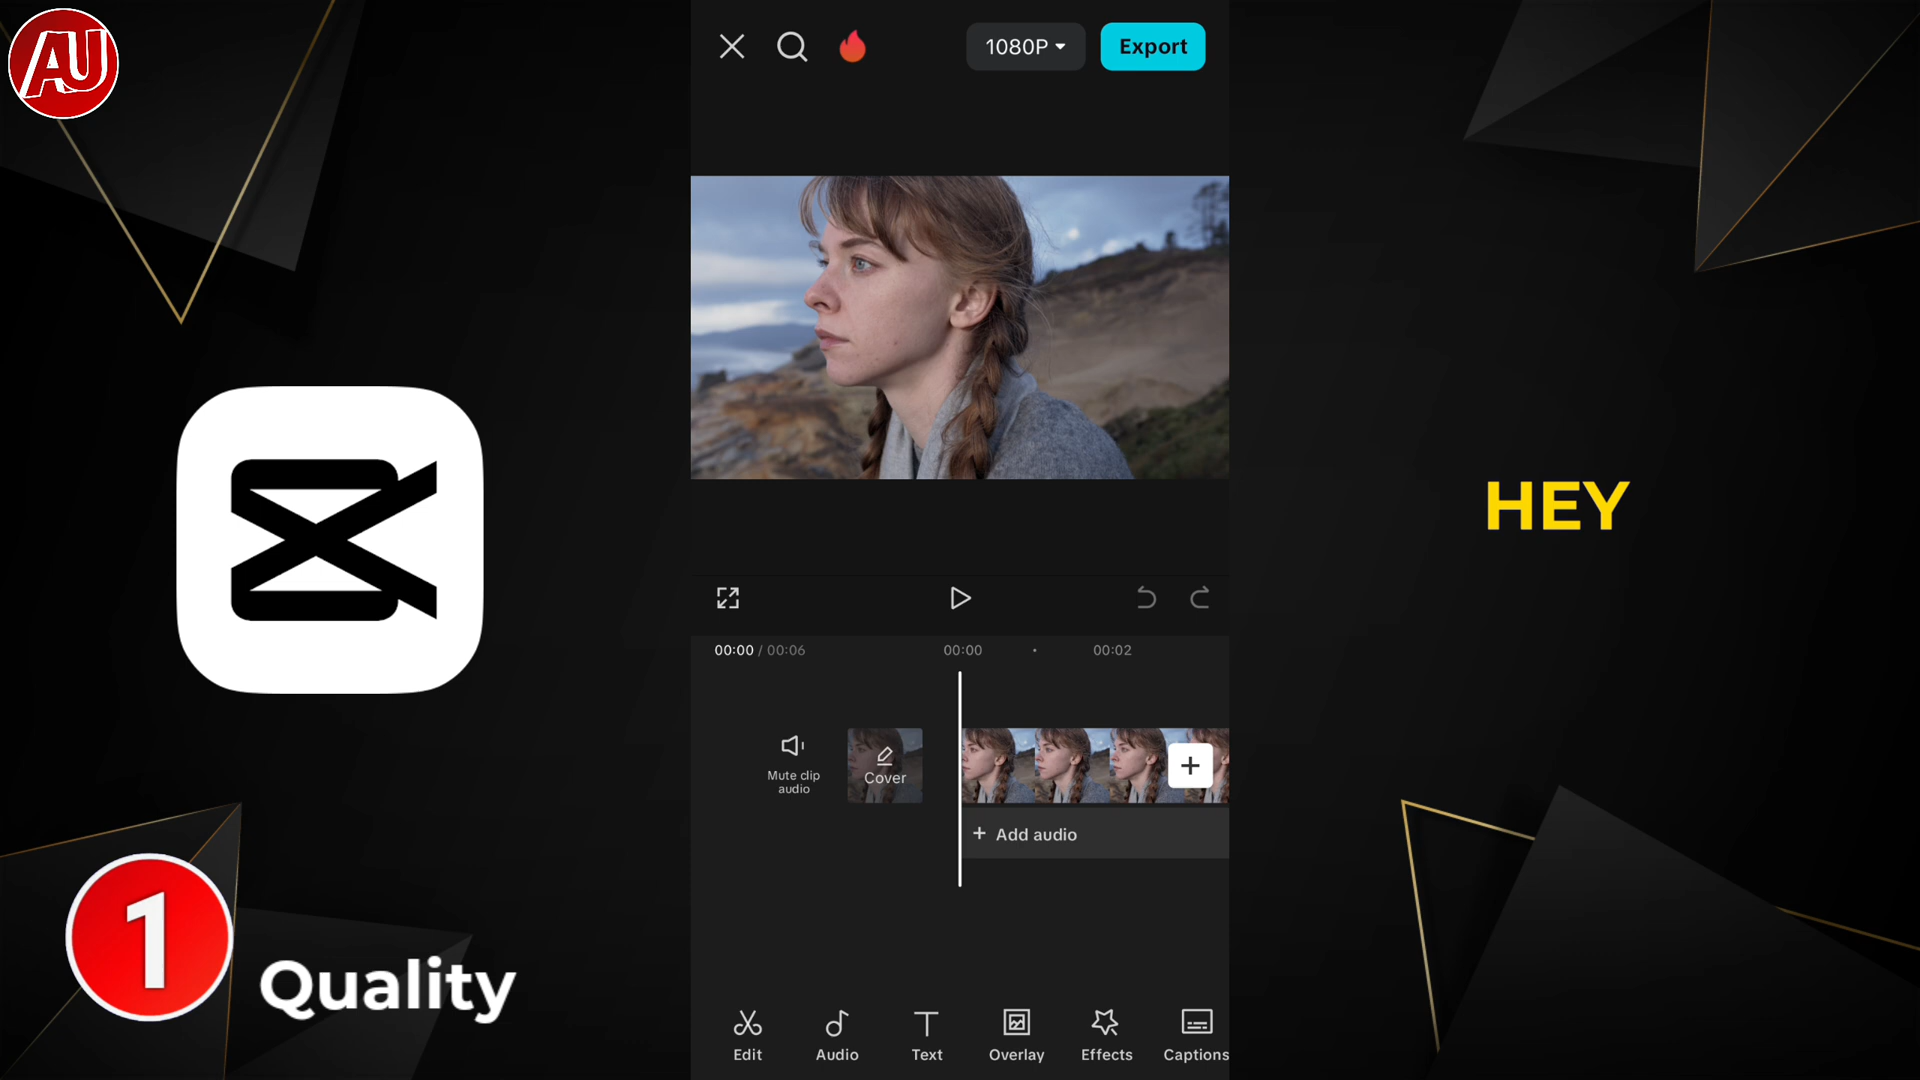 AU
1080P
Export
HEY
00:00 / 00:06
00:00
00:02
Mute clip
audio
Cover
+ Add audio
1
Quality
Edit
Audio
Text
Overlay
Effects
Captions